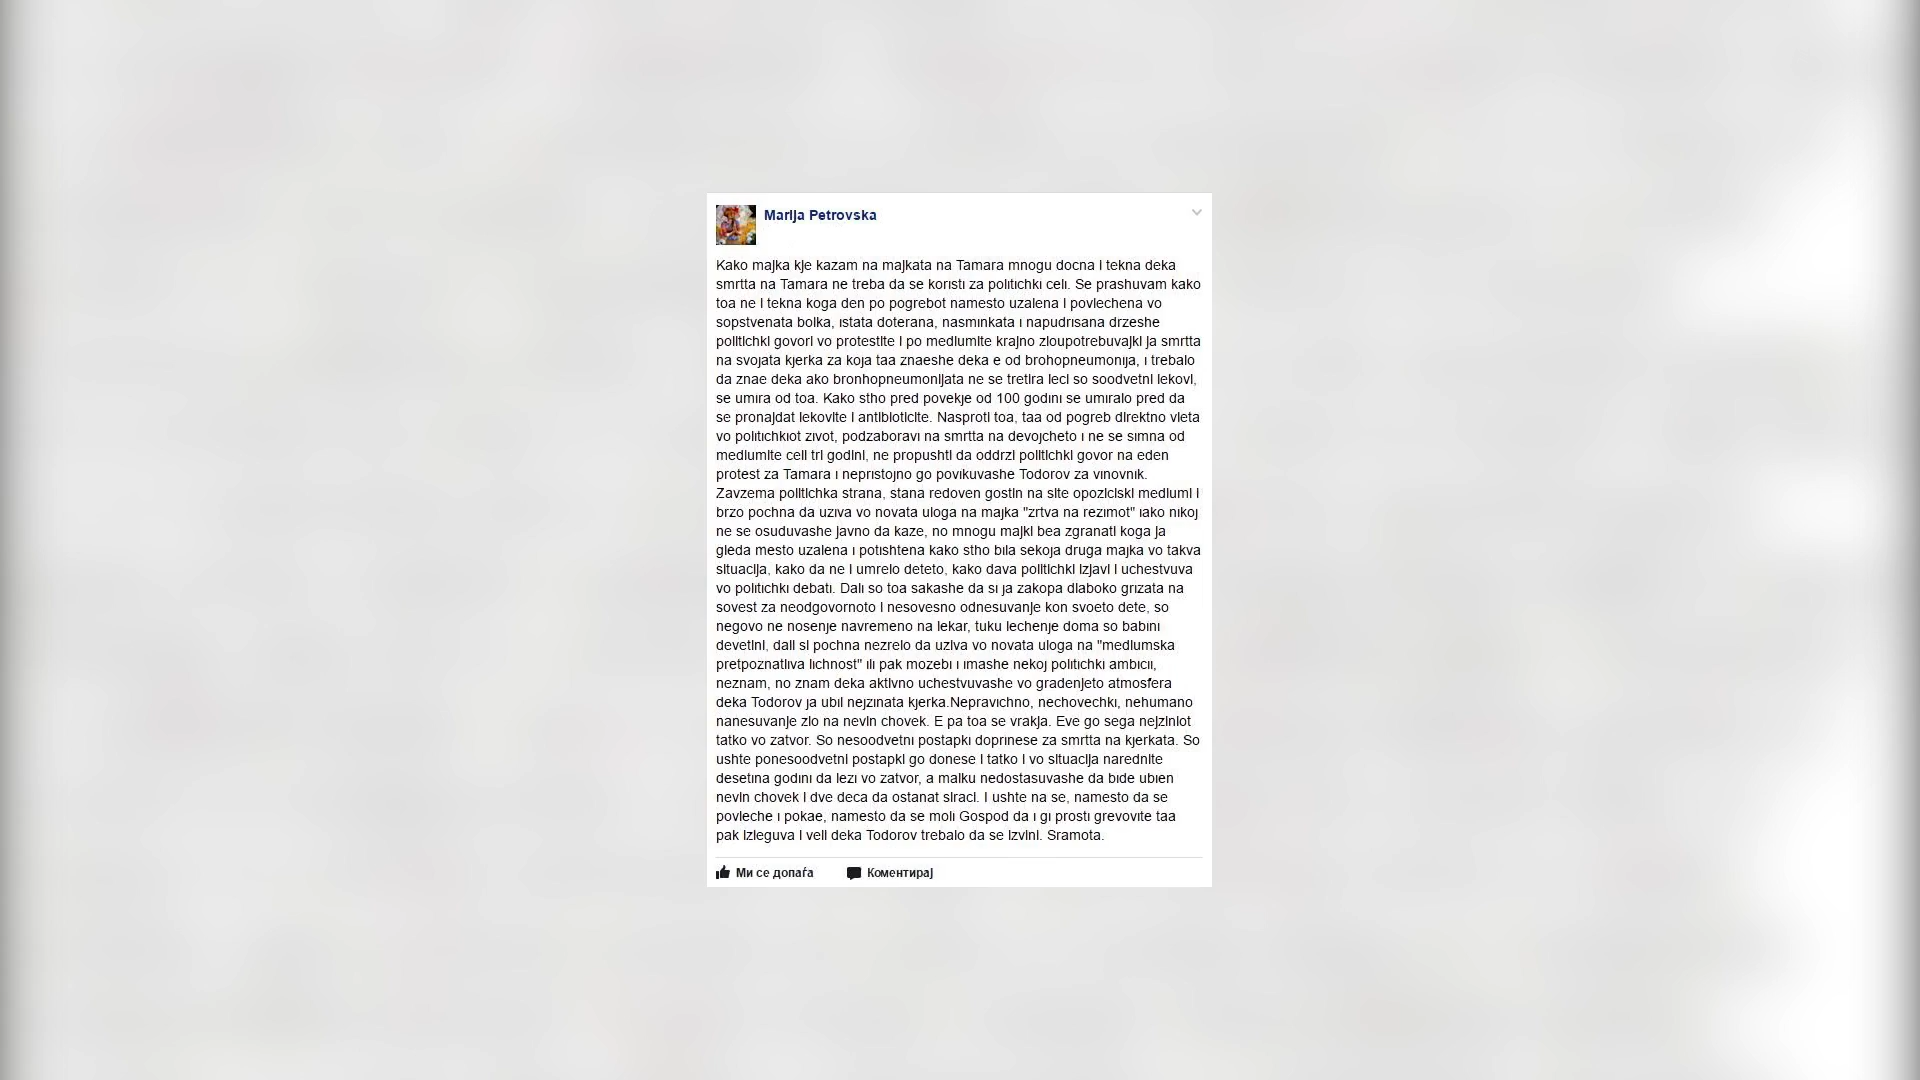 Marija Petrovska
Kako majka kje kazam na majkata na Tamara mnogu docna i tekna deka
smrtta na Tamara ne treba da se koristi za politichki celi. Se prashuvam kako
toa ne i tekna koga den po pogrebot namesto uzalena i povlechena vo
sopstvenata bolka, istata doterana, nasminkata i napudrisana drzeshe
politichki govori vo protestite i po mediumite krajno zloupotrebuvajki ja smrtta
na svojata kjerka za koja taa znaeshe deka e od brohopneumonija, i trebalo
da znae deka ako bronhopneumonijata ne se tretira leci so soodvetni lekovi,
se umira od toa. Kako stho pred povekje od 100 godini se umiralo pred da
se pronajdat lekovite i antibioticite. Nasproti toa, taa od pogreb direktno vleta
vo politichkiot zivot, podzaboravi na smrtta na devojcheto i ne se simna od
mediumite celi tri godini, ne propushti da oddrzi politichki govor na eden
protest za Tamara i nepristojno go povikuvashe Todorov za vinovnik.
Zavzema politichka strana, stana redoven gostin na site opoziciski mediumi i
brzo pochna da uziva vo novata uloga na majka "zrtva na rezimot" iako nikoj
ne se osuduvashe javno da kaze, no mnogu majki bea zgranati koga ja
gleda mesto uzalena i potishtena kako stho bila sekoja druga majka vo takva
situacija, kako da ne i umrelo deteto, kako dava politichki izjavi i uchestvuva
vo politichki debati. Dali so toa sakashe da si ja zakopa dlaboko grizata na
sovest za neodgovornoto i nesovesno odnesuvanje kon svoeto dete, so
negovo ne nosenje navremeno na lekar, tuku lechenje doma so babini
devetini, dali si pochna nezrelo da uziva vo novata uloga na "mediumska
pretpoznatliva lichnost" ili pak mozebi i imashe nekoj politichki ambicii,
neznam, no znam deka aktivno uchestvuvashe vo gradenjeto atmosfera
deka Todorov ja ubil nejzinata kjerka.Nepravichno, nechovechki, nehumano
nanesuvanje zlo na nevin chovek. E pa toa se vrakja. Eve go sega nejziniot
tatko vo zatvor. So nesoodvetni postapki doprinese za smrtta na kjerkata. So
ushte ponesoodvetni postapki go donese i tatko i vo situacija narednite
desetina godini da lezi vo zatvor, a malku nedostasuvashe da bide ubien
nevin chovek i dve deca da ostanat siraci. I ushte na se, namesto da se
povleche i pokae, namesto da se moli Gospod da i gi prosti grevovite taa
pak izleguva i veli deka Todorov trebalo da se izvini. Sramota.
Ми се допаѓа Коментирај